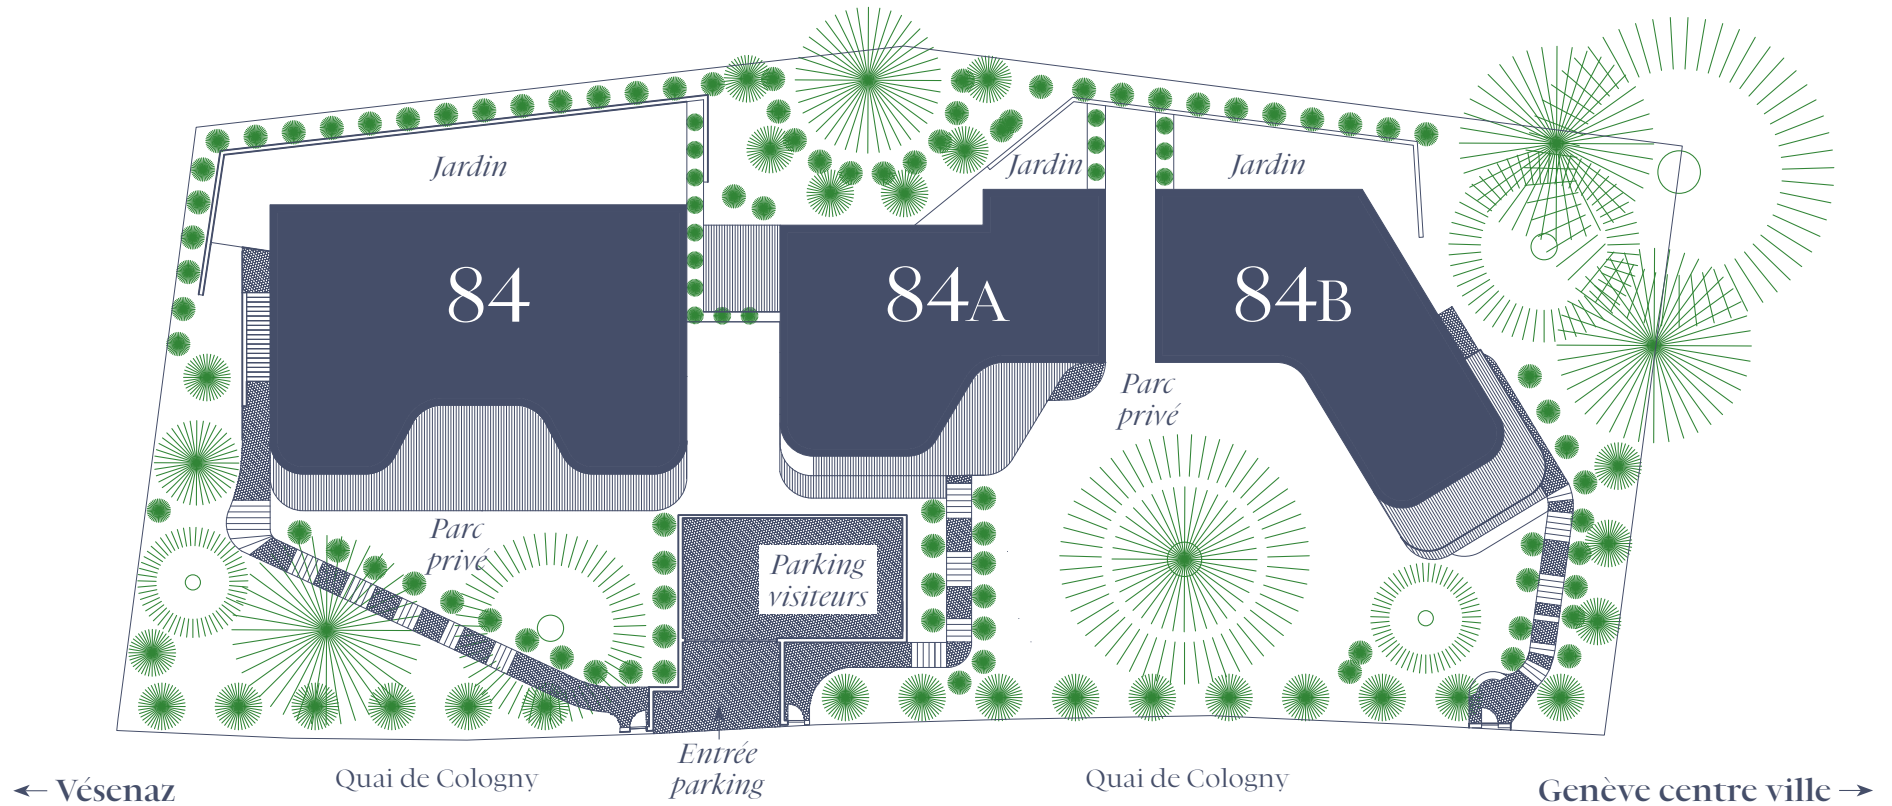 Jardin
Jardin
Jardin
84
84A
84B
Parc
privé
Parc
privé
Parking
visiteurs
Entrée
parking
← Vésenaz
Quai de Cologny
Quai de Cologny
Genève centre ville →